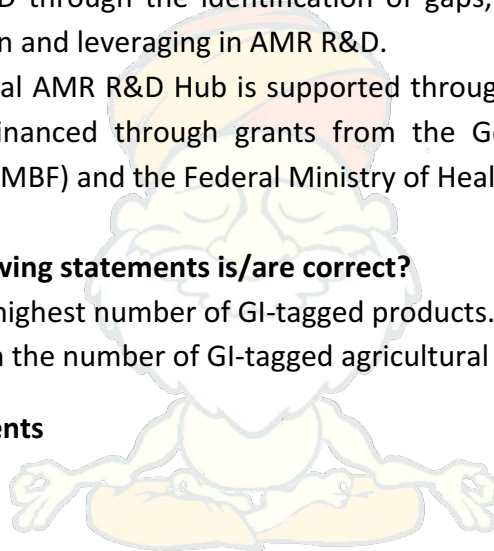 D through the identification of gaps,
n and leveraging in AMR R&D.
al AMR R&D Hub is supported throug
inanced through grants from the Ge
MBF) and the Federal Ministry of Heal
wing statements is/are correct?
highest number of GI-tagged products.
n the number of GI-tagged agricultural
ents